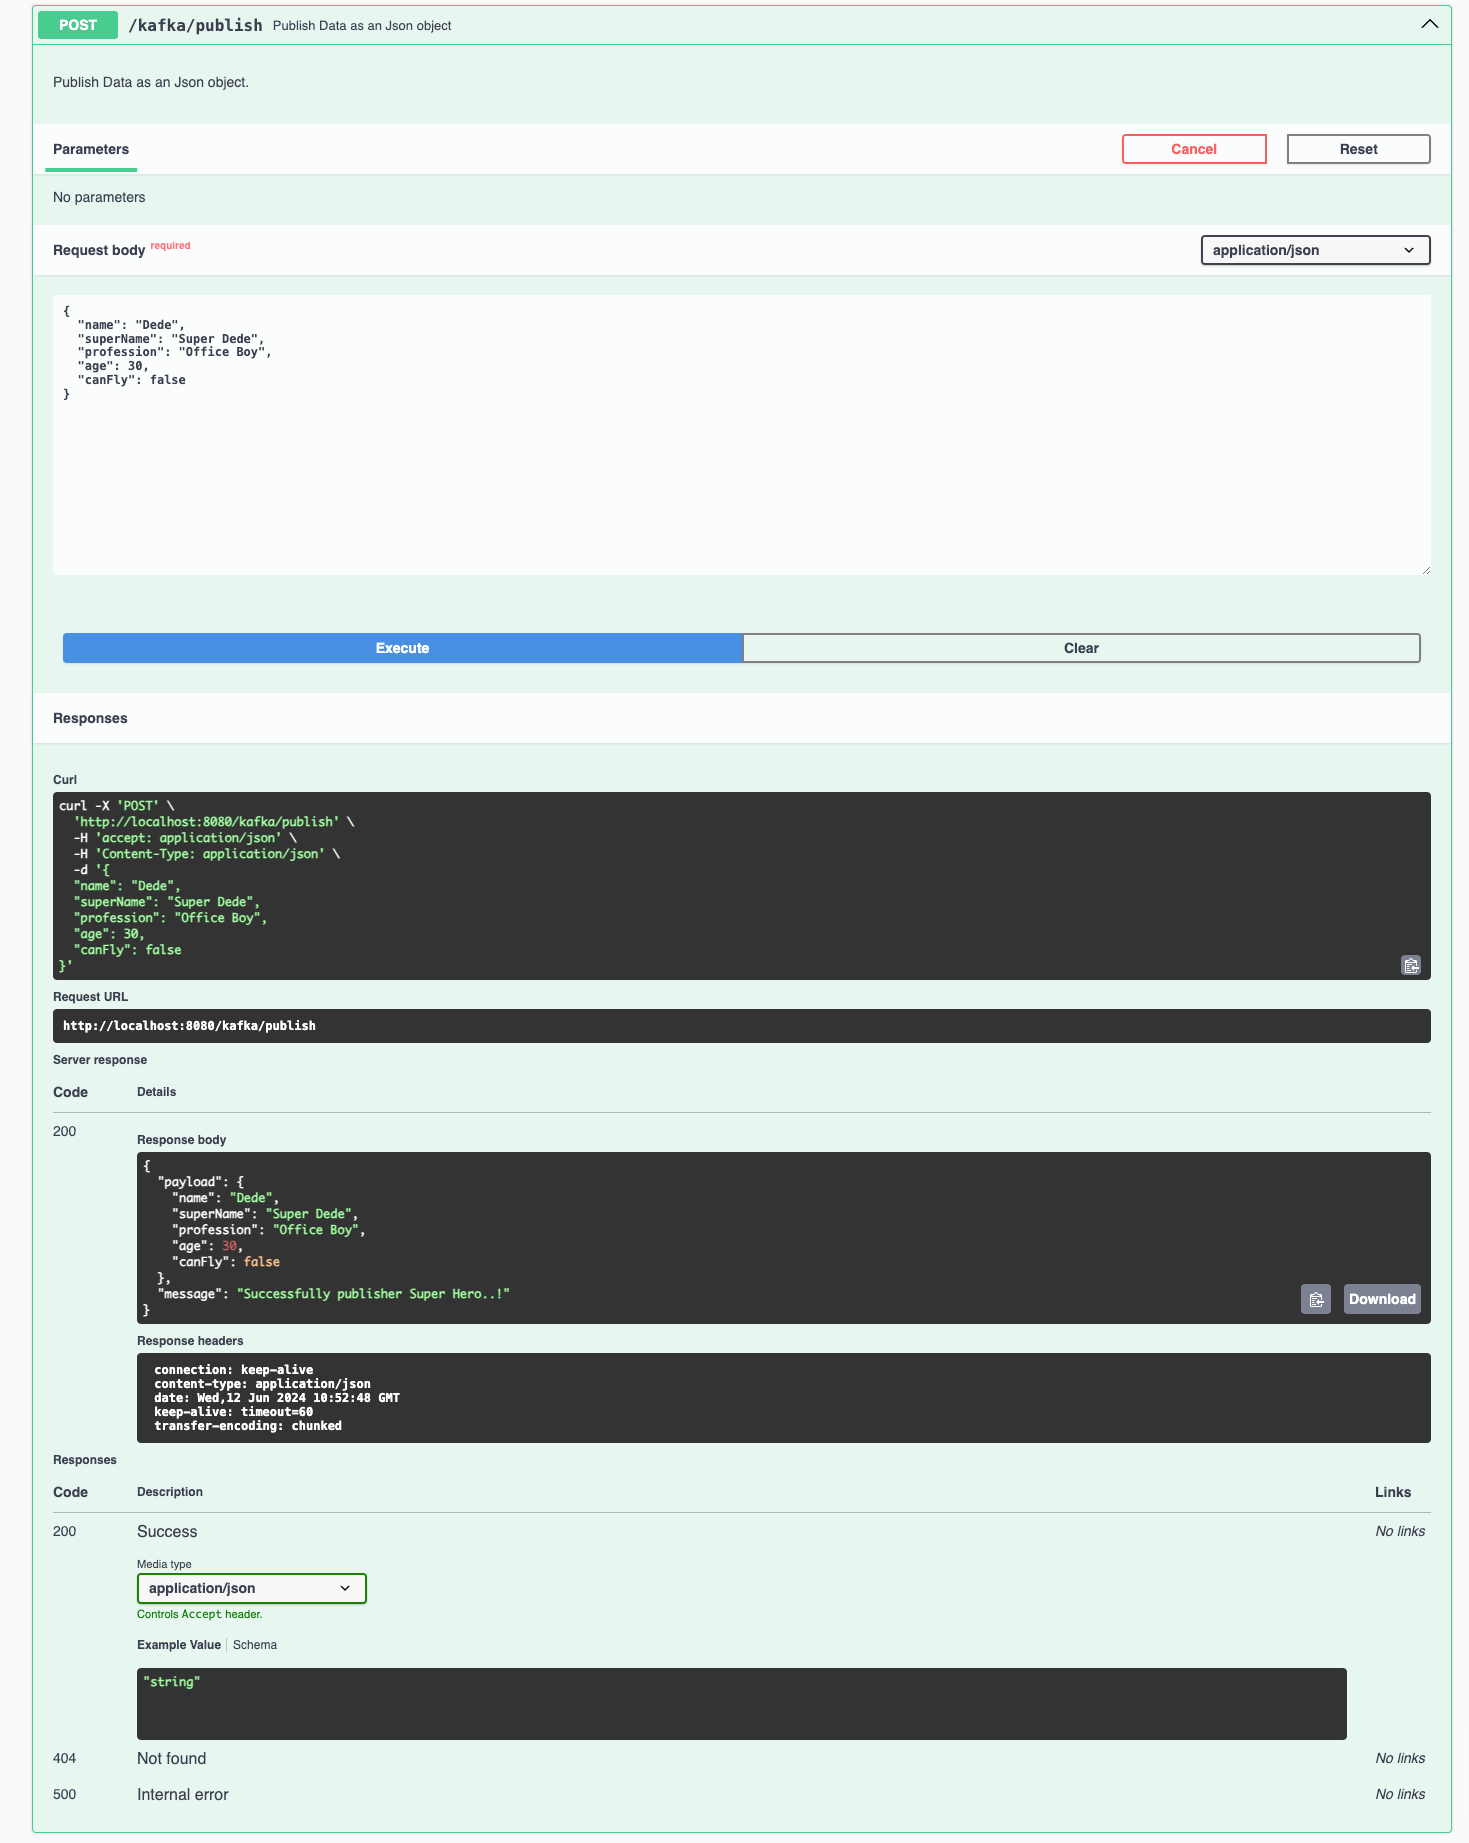 POST /kafka/publish Publish Data as an Json object
Publish Data as an Json object.
Parameters Cancel Reset
No parameters
Request body required application/json
{
  "name": "Dede",
  "superName": "Super Dede",
  "profession": "Office Boy",
  "age": 30,
  "canFly": false
}
Execute Clear
Responses
Curl
curl -X 'POST' \
  'http://localhost:8080/kafka/publish' \
  -H 'accept: application/json' \
  -H 'Content-Type: application/json' \
  -d '{
  "name": "Dede",
  "superName": "Super Dede",
  "profession": "Office Boy",
  "age": 30,
  "canFly": false
}'
Request URL
http://localhost:8080/kafka/publish
Server response
Code Details
200
Response body
{
  "payload": {
    "name": "Dede",
    "superName": "Super Dede",
    "profession": "Office Boy",
    "age": 30,
    "canFly": false
  },
  "message": "Successfully publisher Super Hero..!"
}
Download
Response headers
connection: keep-alive
content-type: application/json
date: Wed,12 Jun 2024 10:52:48 GMT
keep-alive: timeout=60
transfer-encoding: chunked
Responses
Code Description Links
200 Success No links
Media type
application/json
Controls Accept header.
Example Value Schema
"string"
404 Not found No links
500 Internal error No links